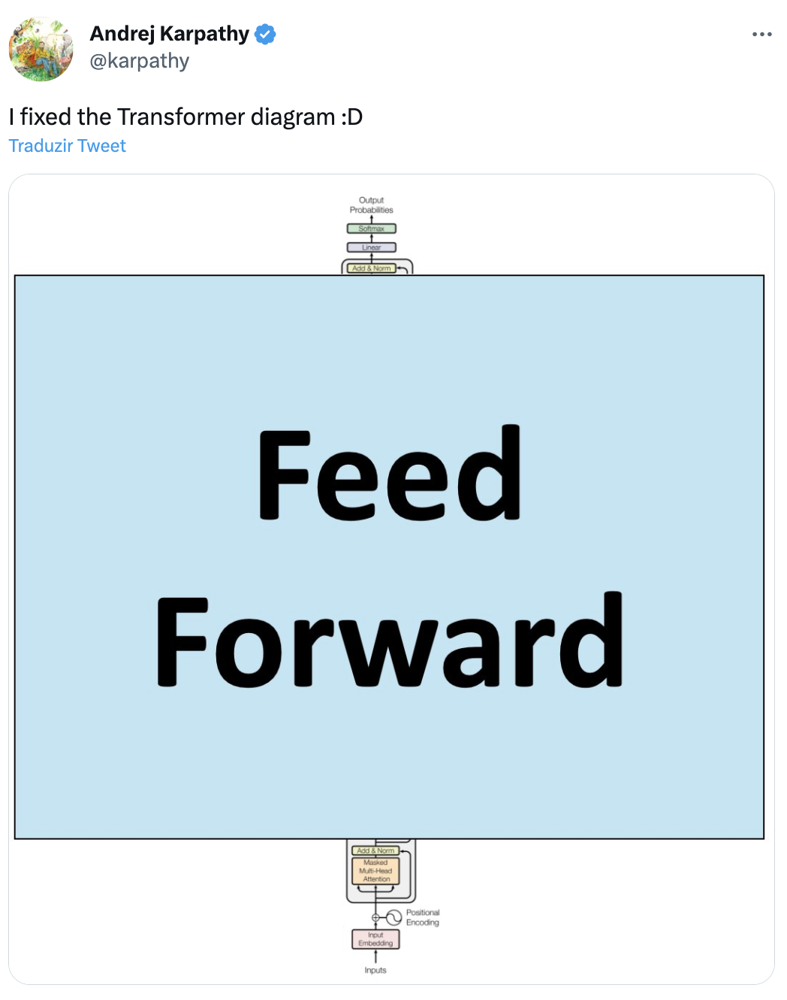 Andrej Karpathy
@karpathy
I fixed the Transformer diagram :D
Traduzir Tweet
Output
Probabilities
Softmax
Linear
Add & Norm
Feed
Forward
Add & Norm
Masked
Multi-Head
Attention
Positional
Encoding
Input
Embedding
Inputs